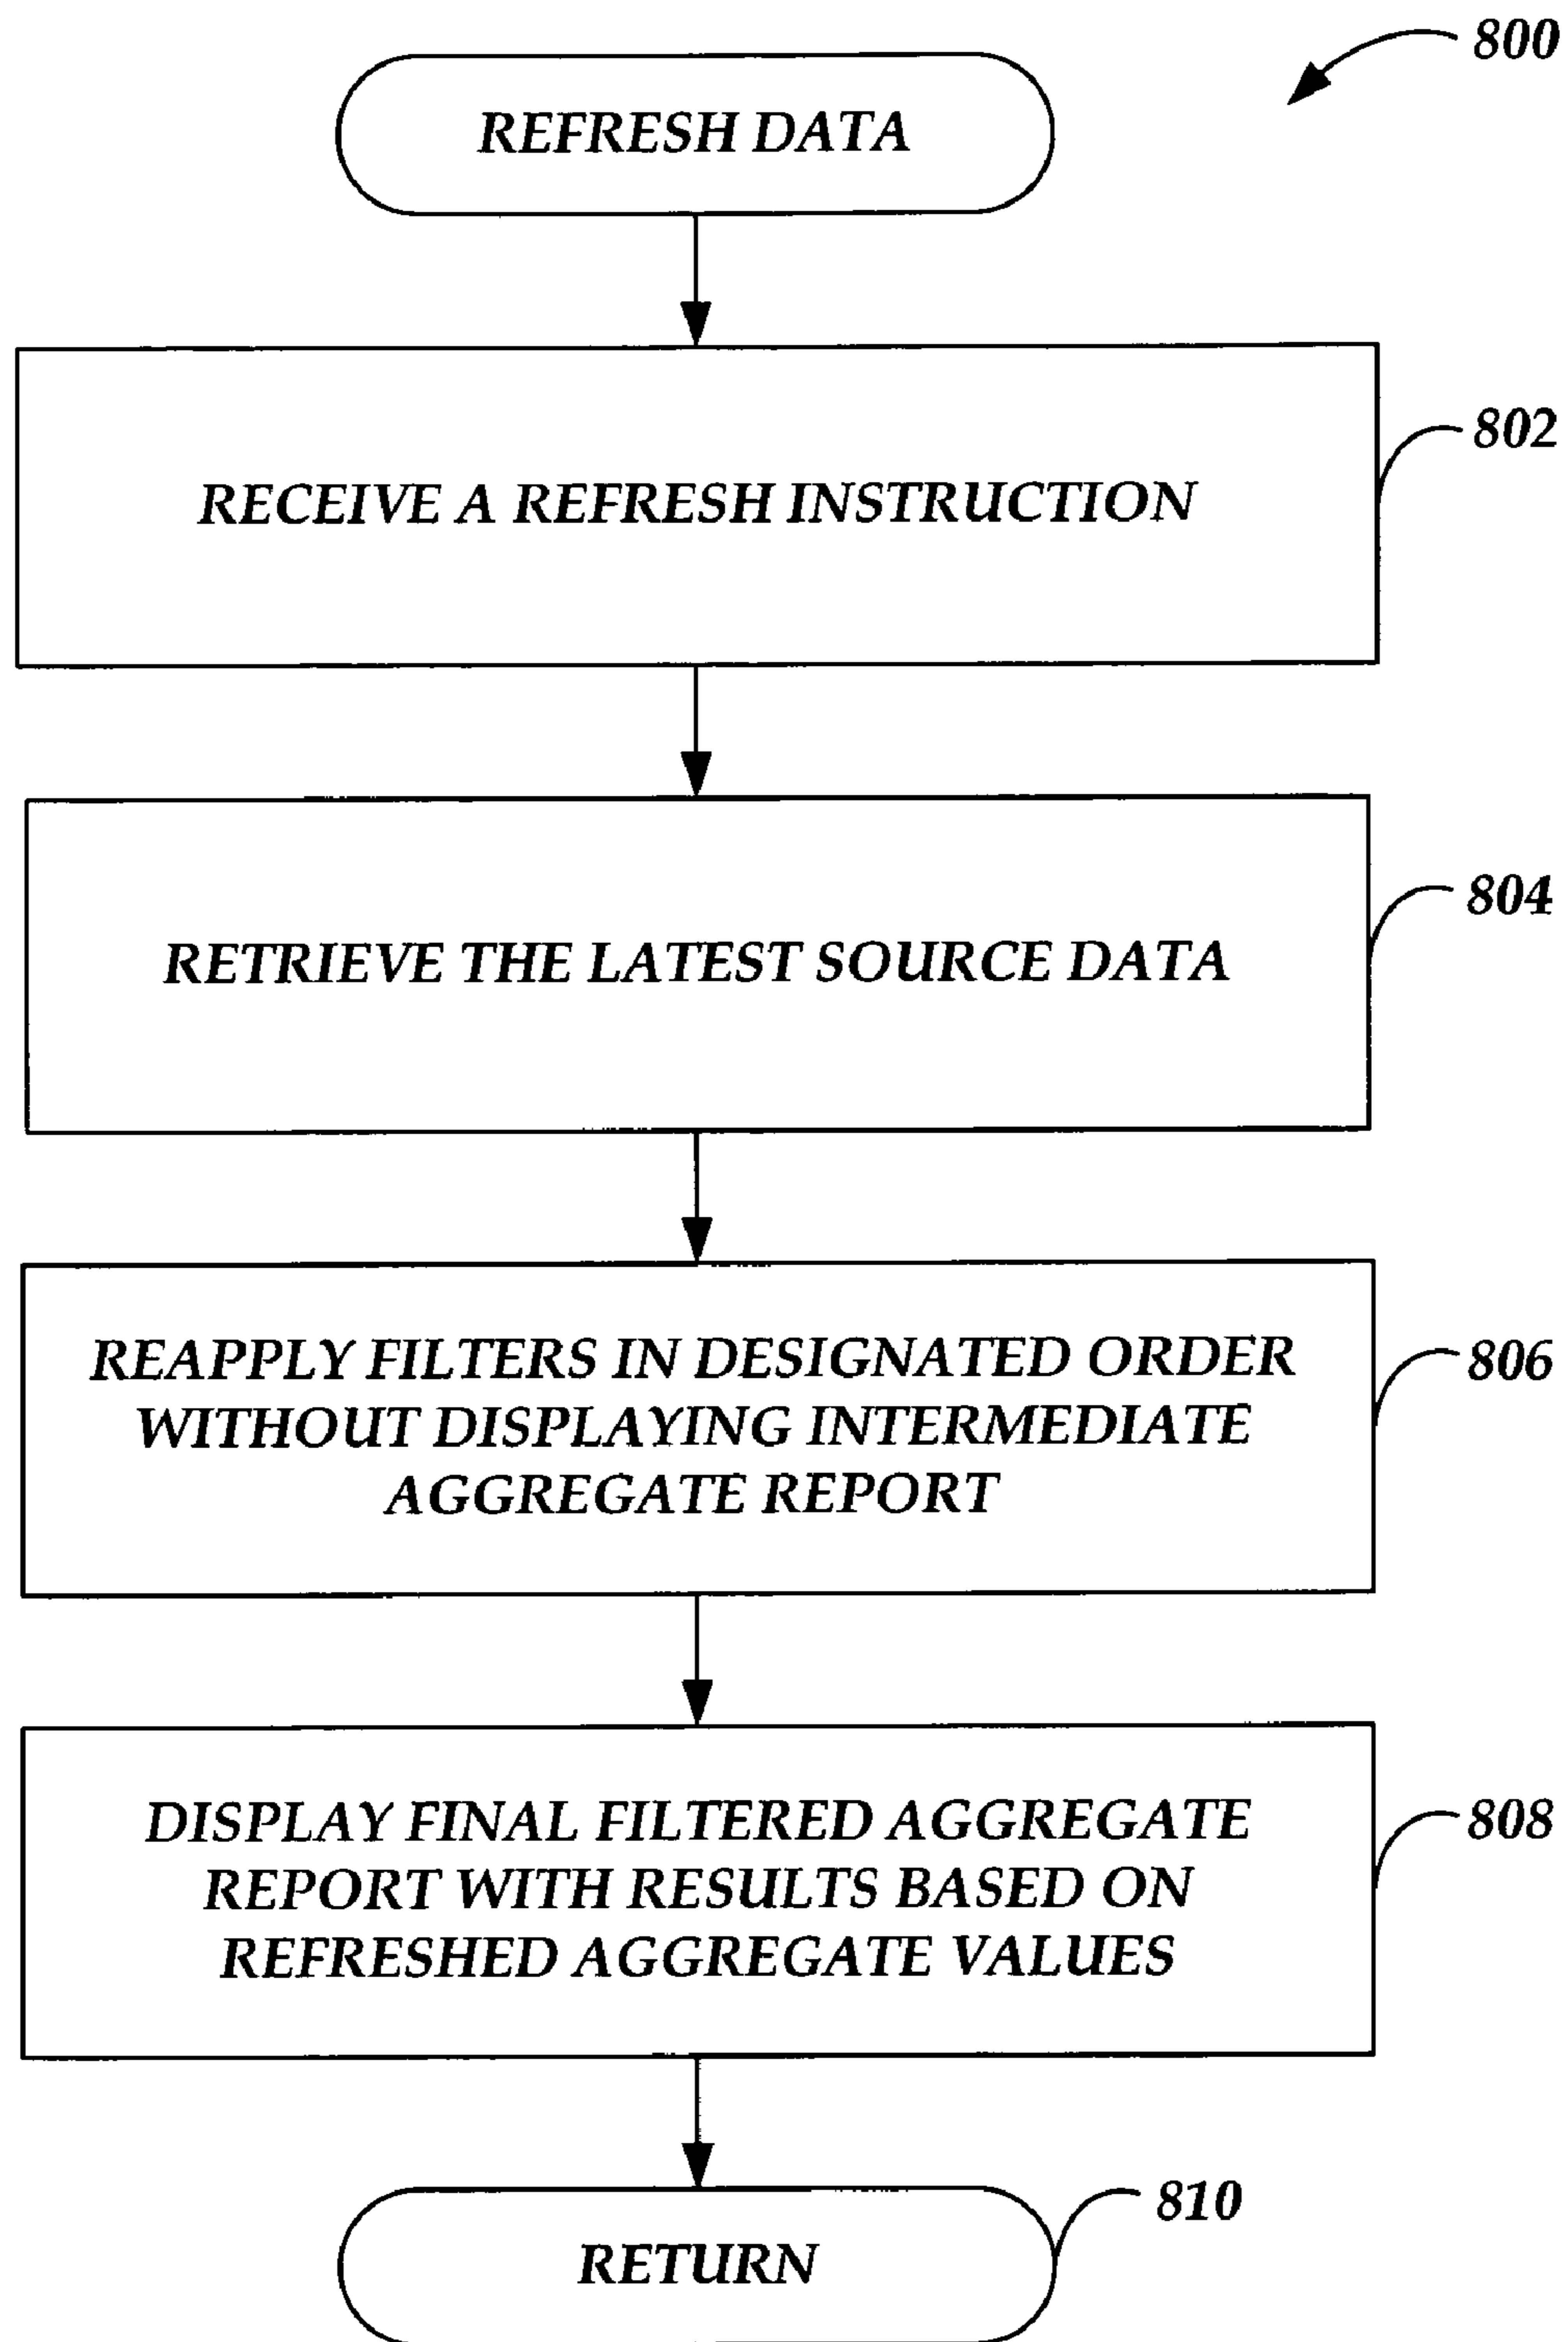 800
REFRESH DATA
802
RECEIVE A REFRESH INSTRUCTION
804
RETRIEVE THE LATEST SOURCE DATA
806
REAPPLY FILTERS IN DESIGNATED ORDER
WITHOUT DISPLAYING INTERMEDIATE
AGGREGATE REPORT
808
DISPLAY FINAL FILTERED AGGREGATE
REPORT WITH RESULTS BASED ON
REFRESHED AGGREGATE VALUES
810
RETURN